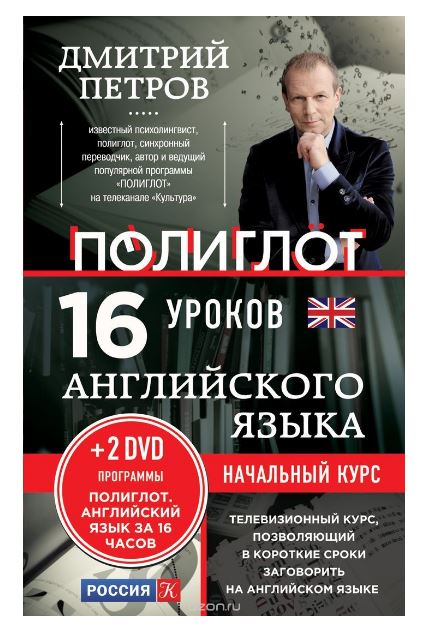 ДМИТРИЙ
ПЕТРОВ
известный психолингвист,
полиглот, синхронный
переводчик, автор и ведущий
популярной программы
«ПОЛИГЛОТ»
на телеканале «Культура»
ПОЛИГЛОТ
16 УРОКОВ
АНГЛИЙСКОГО
ЯЗЫКА
+2 DVD
ПРОГРАММЫ
ПОЛИГЛОТ.
АНГЛИЙСКИЙ
ЯЗЫК ЗА 16
ЧАСОВ
НАЧАЛЬНЫЙ КУРС
ТЕЛЕВИЗИОННЫЙ КУРС,
ПОЗВОЛЯЮЩИЙ
В КОРОТКИЕ СРОКИ
ЗАГОВОРИТЬ
НА АНГЛИЙСКОМ ЯЗЫКЕ
РОССИЯ К
ozon.ru